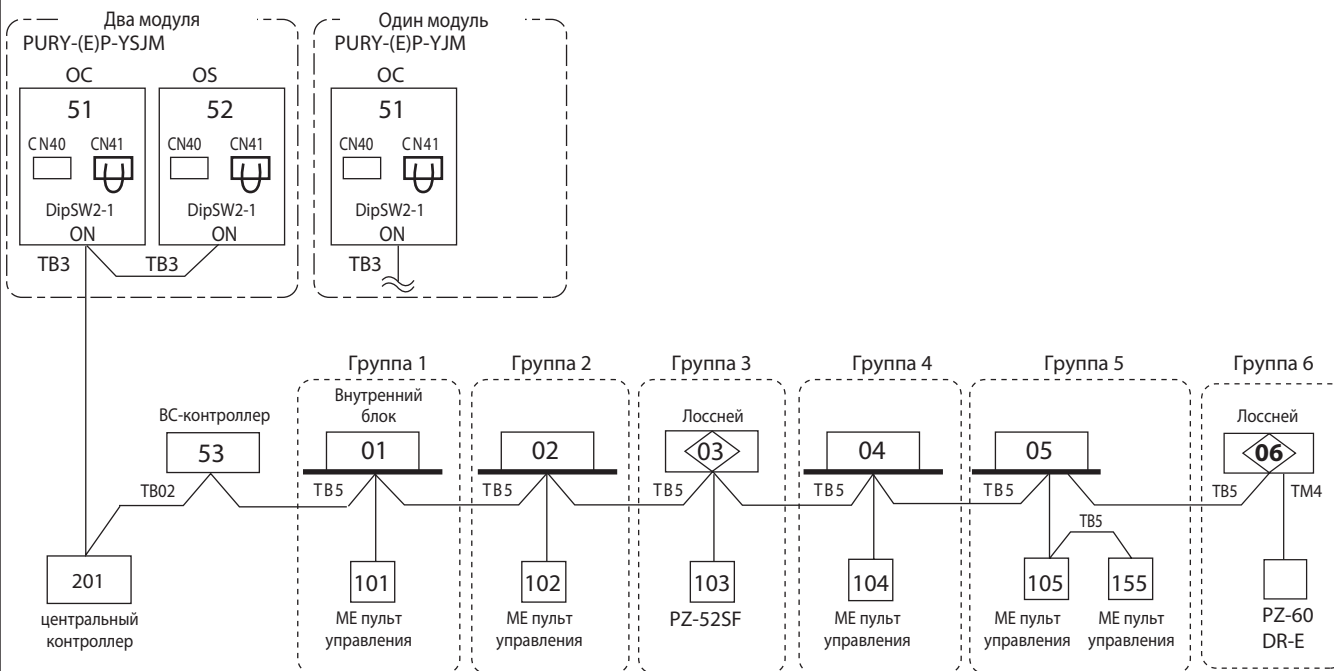 Два модуля
PURY-(E)P-YSJM
Один модуль
PURY-(E)P-YJM
OC
OS
OC
51
52
51
CN40
CN41
CN40
CN41
CN40
CN41
DipSW2-1
DipSW2-1
DipSW2-1
ON
ON
ON
TB3
TB3
TB3
Группа 1
Группа 2
Группа 3
Группа 4
Группа 5
Группа 6
Внутренний
блок
ВС-контроллер
Лоссней
Лоссней
53
01
02
03
04
05
06
TB02
TB5
TB5
TB5
TB5
TB5
TB5
TM4
TB5
201
101
102
103
104
105
155
центральный
контроллер
МЕ пульт
управления
МЕ пульт
управления
PZ-52SF
МЕ пульт
управления
МЕ пульт
управления
МЕ пульт
управления
PZ-60
DR-E